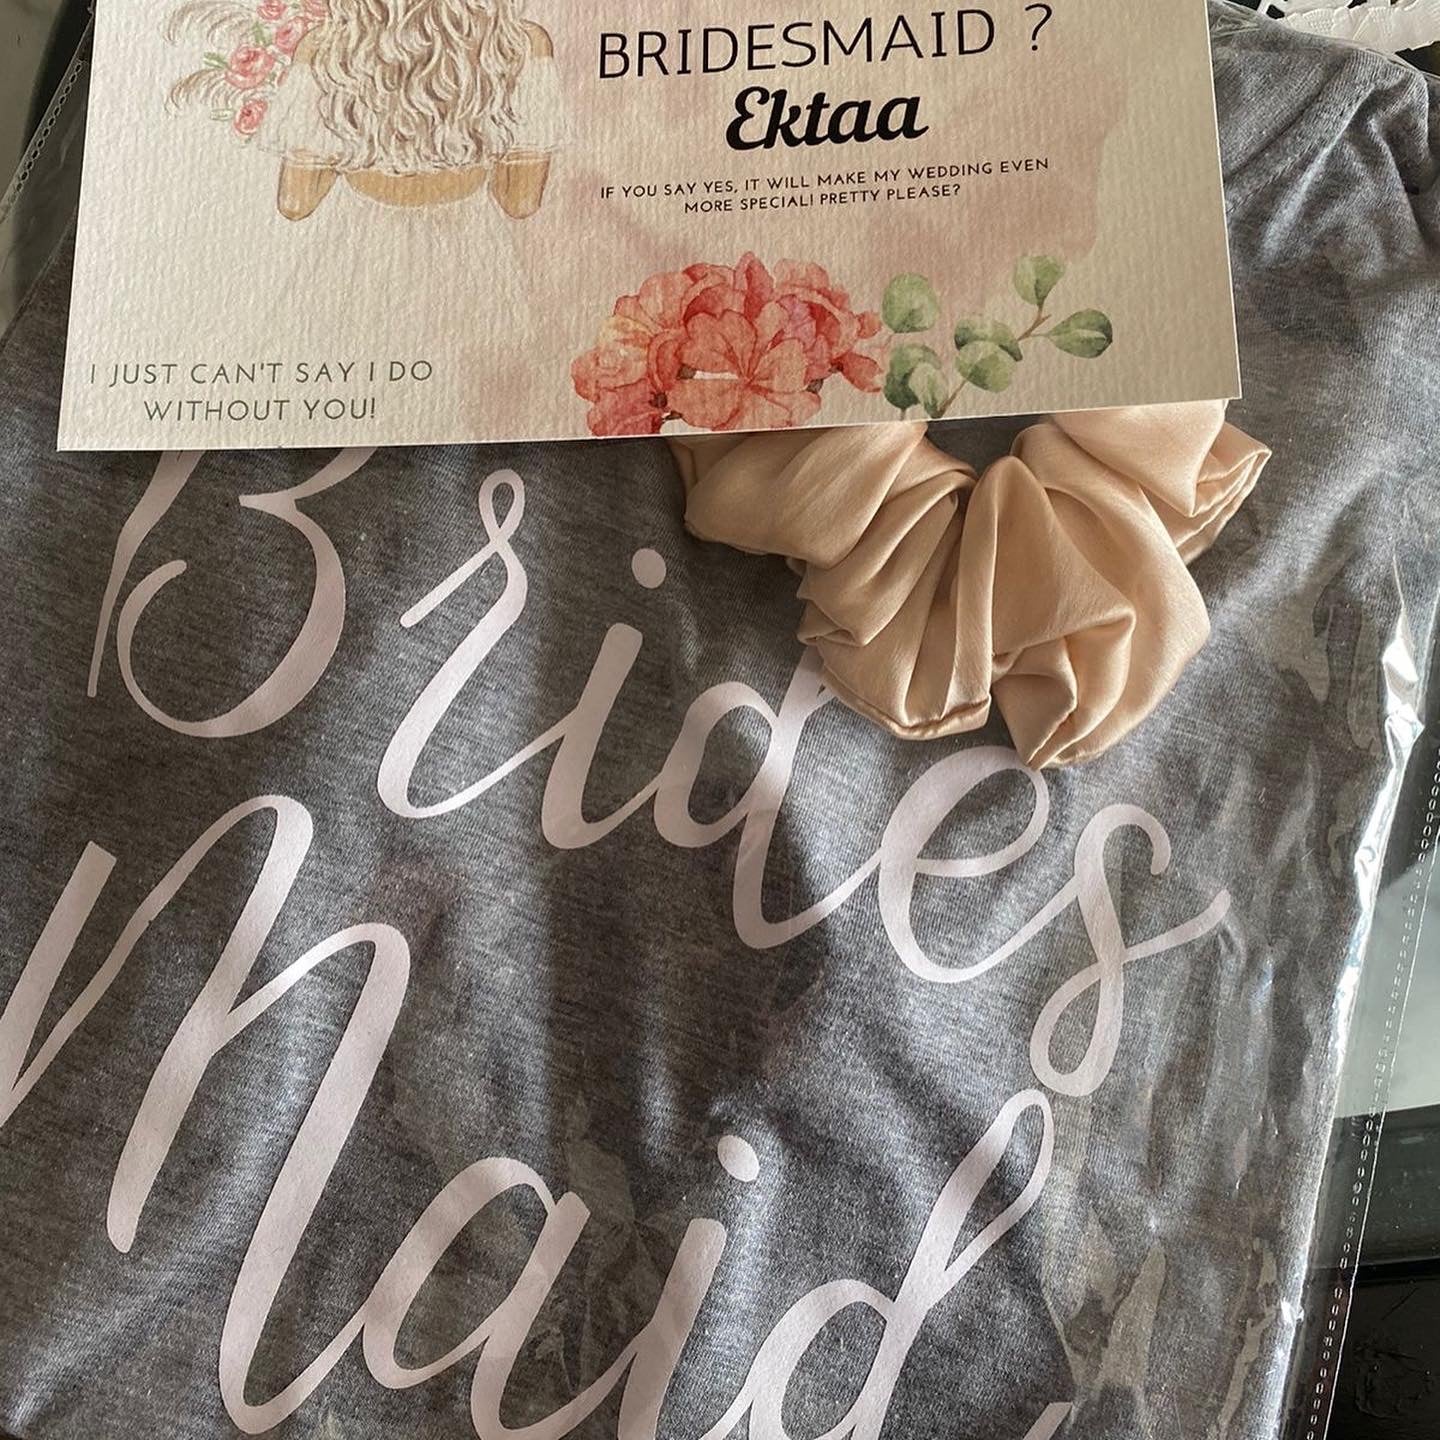 BRIDESMAID ?
Ektaa
IF YOU SAY YES, IT WILL MAKE MY WEDDING EVEN
MORE SPECIAL! PRETTY PLEASE?
I JUST CAN'T SAY I DO
WITHOUT YOU!
Brides
Maid